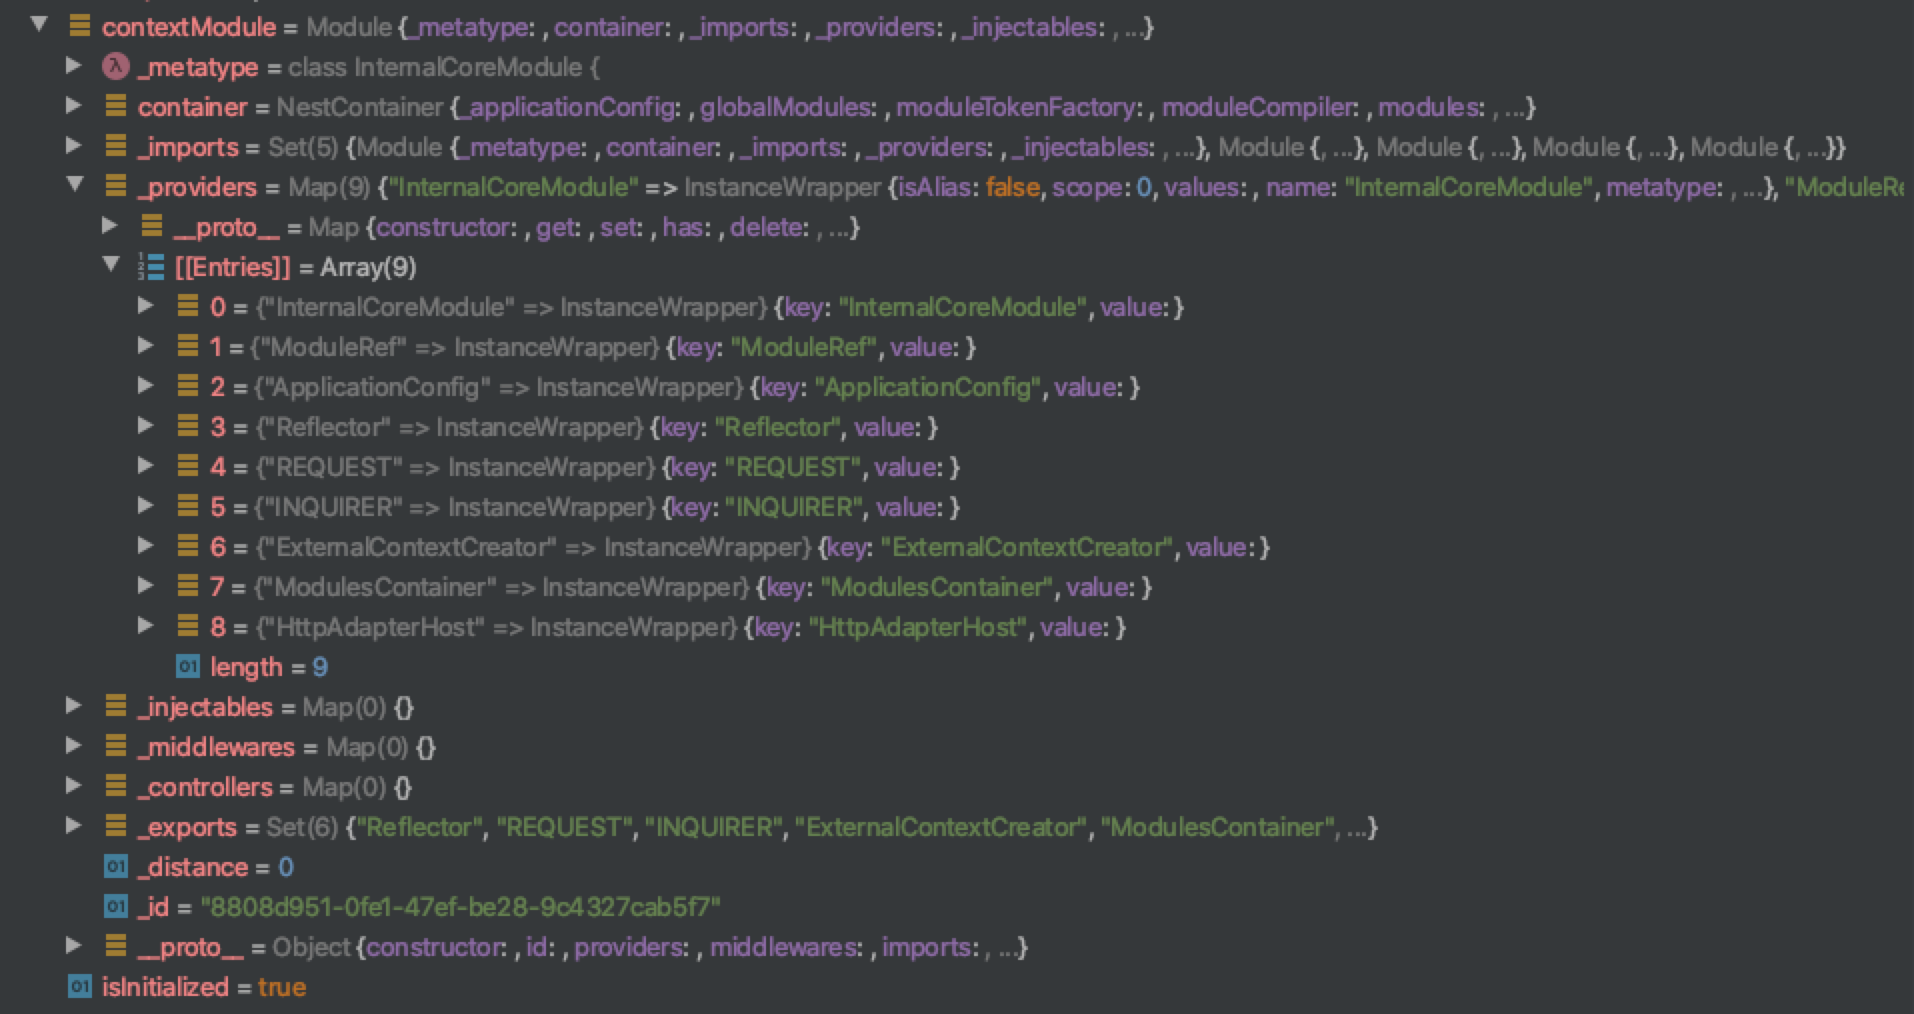 contextModule = Module {_metatype: , container: , _imports: , _providers: , _injectables: , ...}
λ _metatype = class InternalCoreModule {
container = NestContainer {_applicationConfig: , globalModules: , moduleTokenFactory: , moduleCompiler: , modules: , ...}
_imports = Set(5) {Module {_metatype: , container: , _imports: , _providers: , _injectables: , ...}, Module {, ...}, Module {, ...}, Module {, ...}, Module {, ...}}
_providers = Map(9) {"InternalCoreModule" => InstanceWrapper {isAlias: false, scope: 0, values: , name: "InternalCoreModule", metatype: , ...}, "ModuleRe
__proto__ = Map {constructor: , get: , set: , has: , delete: , ...}
[[Entries]] = Array(9)
0 = {"InternalCoreModule" => InstanceWrapper} {key: "InternalCoreModule", value: }
1 = {"ModuleRef" => InstanceWrapper} {key: "ModuleRef", value: }
2 = {"ApplicationConfig" => InstanceWrapper} {key: "ApplicationConfig", value: }
3 = {"Reflector" => InstanceWrapper} {key: "Reflector", value: }
4 = {"REQUEST" => InstanceWrapper} {key: "REQUEST", value: }
5 = {"INQUIRER" => InstanceWrapper} {key: "INQUIRER", value: }
6 = {"ExternalContextCreator" => InstanceWrapper} {key: "ExternalContextCreator", value: }
7 = {"ModulesContainer" => InstanceWrapper} {key: "ModulesContainer", value: }
8 = {"HttpAdapterHost" => InstanceWrapper} {key: "HttpAdapterHost", value: }
01 length = 9
_injectables = Map(0) {}
_middlewares = Map(0) {}
_controllers = Map(0) {}
_exports = Set(6) {"Reflector", "REQUEST", "INQUIRER", "ExternalContextCreator", "ModulesContainer", ...}
01 _distance = 0
01 _id = "8808d951-0fe1-47ef-be28-9c4327cab5f7"
__proto__ = Object {constructor: , id: , providers: , middlewares: , imports: , ...}
01 isInitialized = true